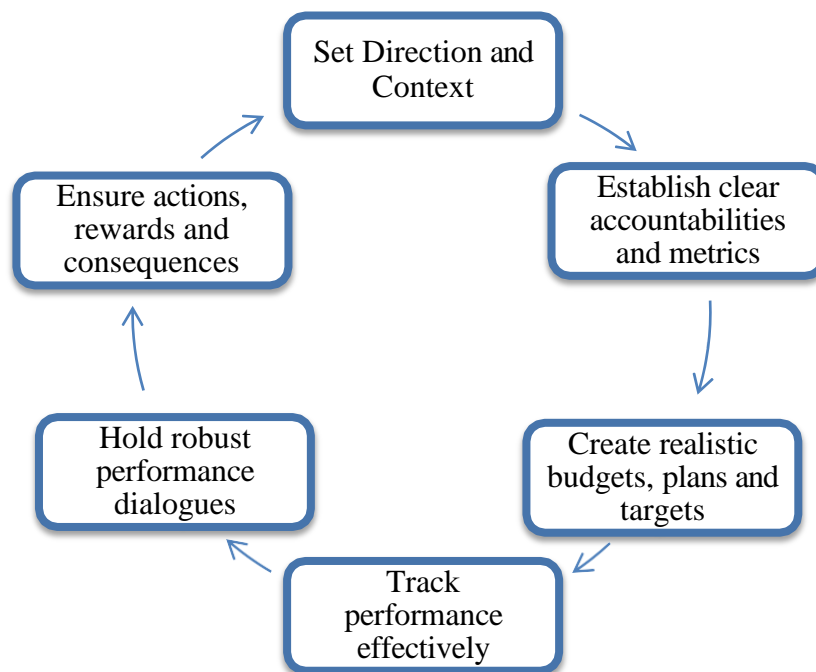 Set Direction and
Context
Establish clear
accountabilities
and metrics
Create realistic
budgets, plans and
targets
Track
performance
effectively
Hold robust
performance
dialogues
Ensure actions,
rewards and
consequences